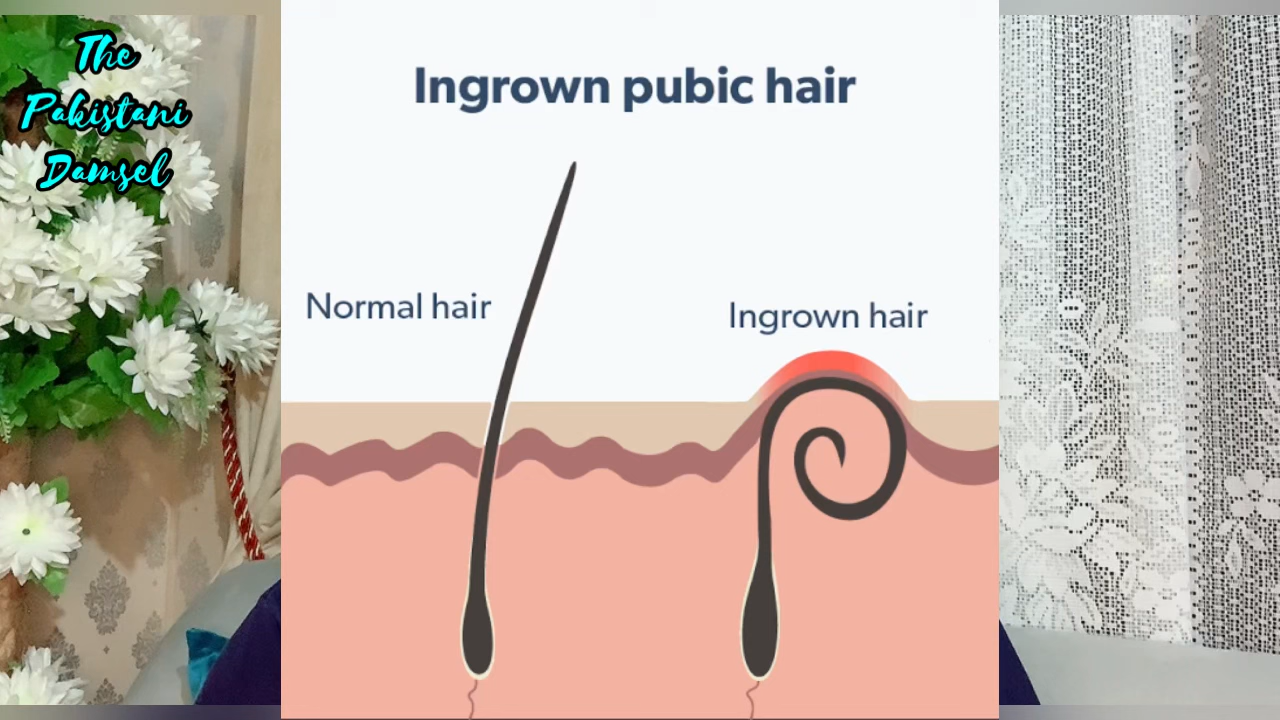 The
Pakistani
Damsel
Ingrown pubic hair
Normal hair
Ingrown hair